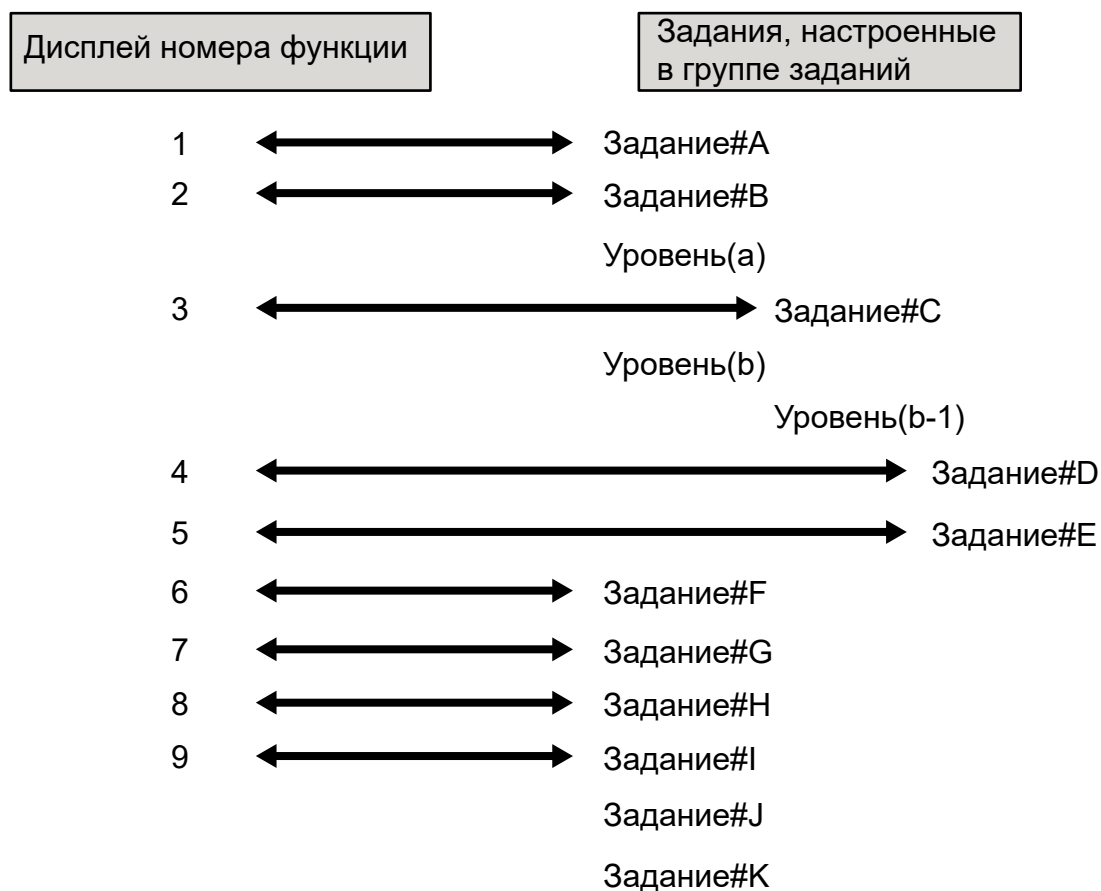 Дисплей номера функции
Задания, настроенные
в группе заданий
1 Задание#A
2 Задание#B
Уровень(a)
3 Задание#C
Уровень(b)
Уровень(b-1)
4 Задание#D
5 Задание#E
6 Задание#F
7 Задание#G
8 Задание#H
9 Задание#I
Задание#J
Задание#K